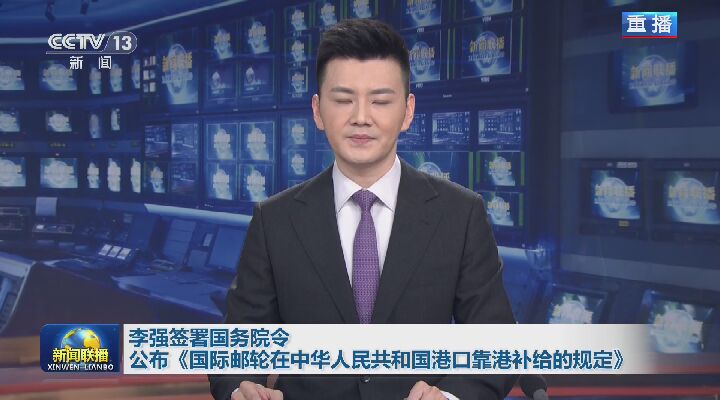 CCTV 13
新闻
重播
李强签署国务院令
新闻联播
XINWEN-LIANBO
公布《国际邮轮在中华人民共和国港口靠港补给的规定》